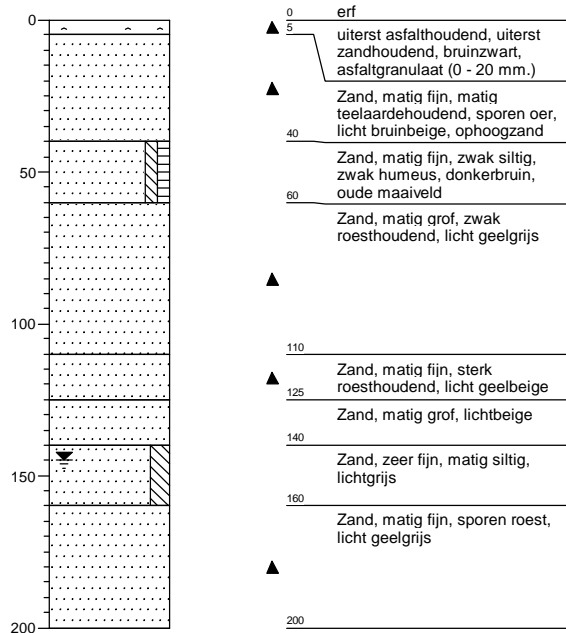 0
50
100
150
200
0
erf
5
uiterst asfalthoudend, uiterst
zandhoudend, bruinzwart,
asfaltgranulaat (0 - 20 mm.)
Zand, matig fijn, matig
teelaardehoudend, sporen oer,
licht bruinbeige, ophoogzand
40
Zand, matig fijn, zwak siltig,
zwak humeus, donkerbruin,
oude maaiveld
60
Zand, matig grof, zwak
roesthoudend, licht geelgrijs
110
Zand, matig fijn, sterk
roesthoudend, licht geelbeige
125
Zand, matig grof, lichtbeige
140
Zand, zeer fijn, matig siltig,
lichtgrijs
160
Zand, matig fijn, sporen roest,
licht geelgrijs
200